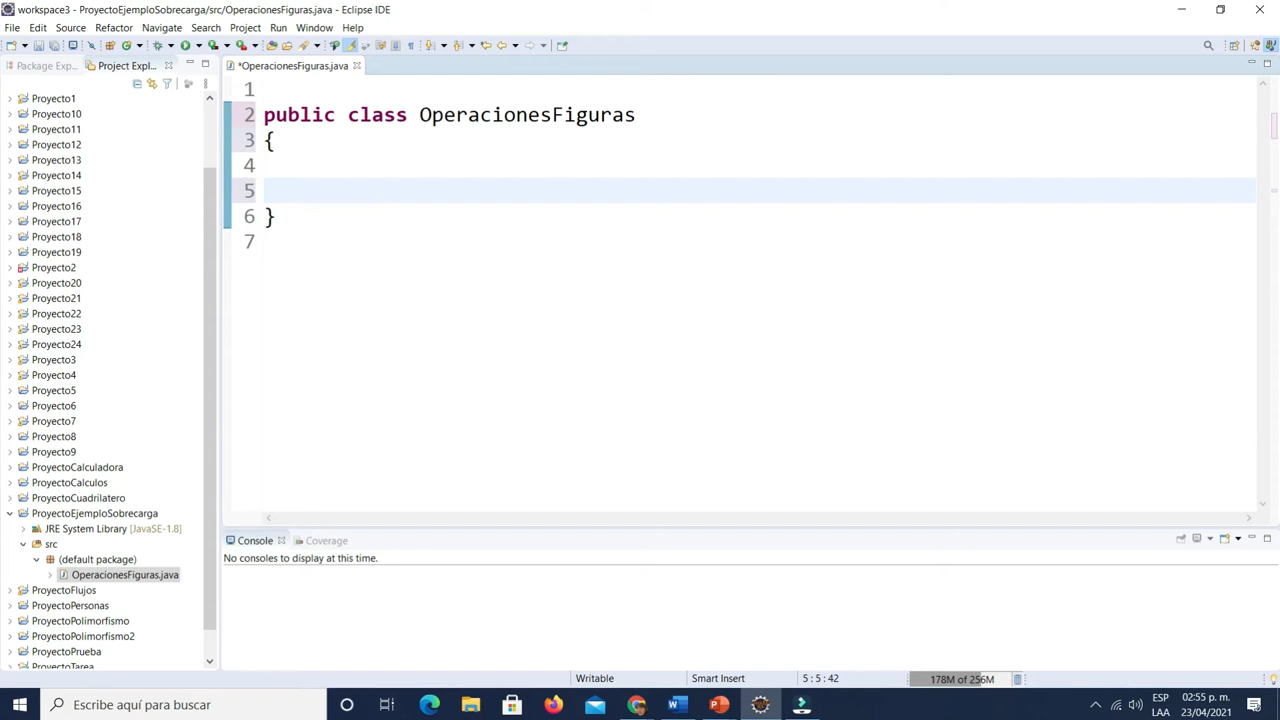 workspace3 - ProyectoEjemploSobrecarga/src/OperacionesFiguras.java - Eclipse IDE
File Edit Source Refactor Navigate Search Project Run Window Help
Package Exp...
Project Expl...
*OperacionesFiguras.java
Proyecto1
Proyecto10
Proyecto11
Proyecto12
Proyecto13
Proyecto14
Proyecto15
Proyecto16
Proyecto17
Proyecto18
Proyecto19
Proyecto2
Proyecto20
Proyecto21
Proyecto22
Proyecto23
Proyecto24
Proyecto3
Proyecto4
Proyecto5
Proyecto6
Proyecto7
Proyecto8
Proyecto9
ProyectoCalculadora
ProyectoCalculos
ProyectoCuadrilatero
ProyectoEjemploSobrecarga
JRE System Library [JavaSE-1.8]
src
(default package)
OperacionesFiguras.java
ProyectoFlujos
ProyectoPersonas
ProyectoPolimorfismo
ProyectoPolimorfismo2
ProyectoPrueba
ProyectoTarea
1
2 public class OperacionesFiguras
3 {
4
5
6 }
7
Console Coverage
No consoles to display at this time.
Writable Smart Insert 5 : 5 : 42 178M of 256M
Escribe aquí para buscar
ESP
LAA
02:55 p. m.
23/04/2021